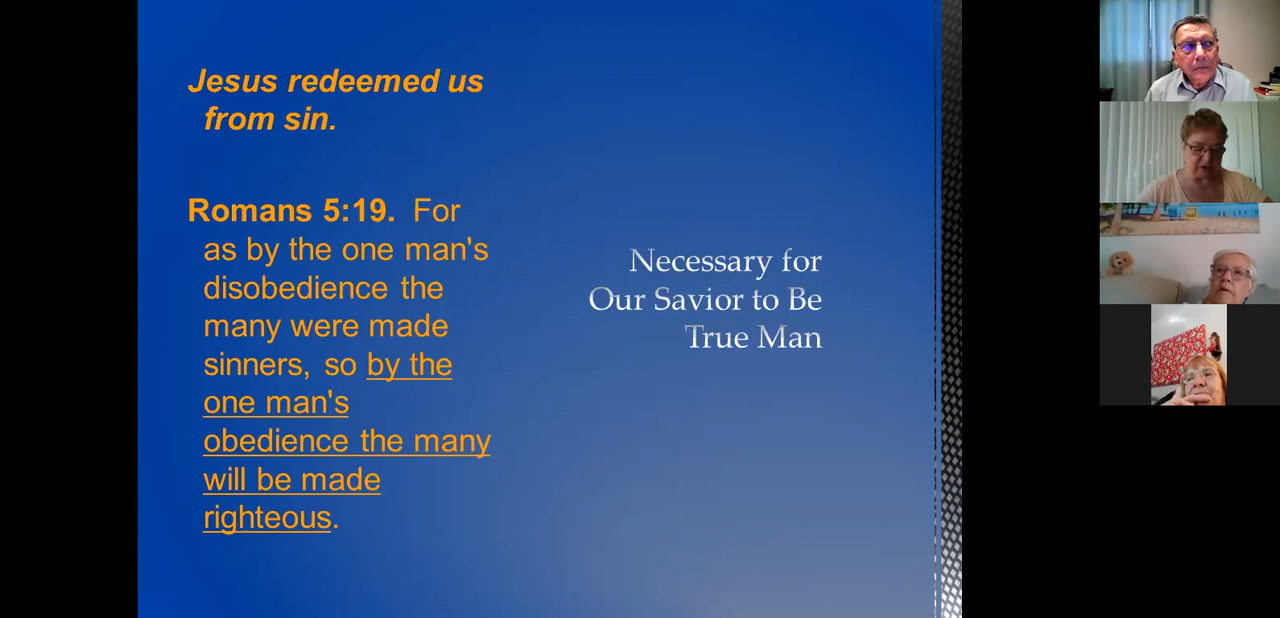 Jesus redeemed us
from sin.
Romans 5:19.  For
as by the one man's
disobedience the
many were made
sinners, so by the
one man's
obedience the many
will be made
righteous.
Necessary for
Our Savior to Be
True Man